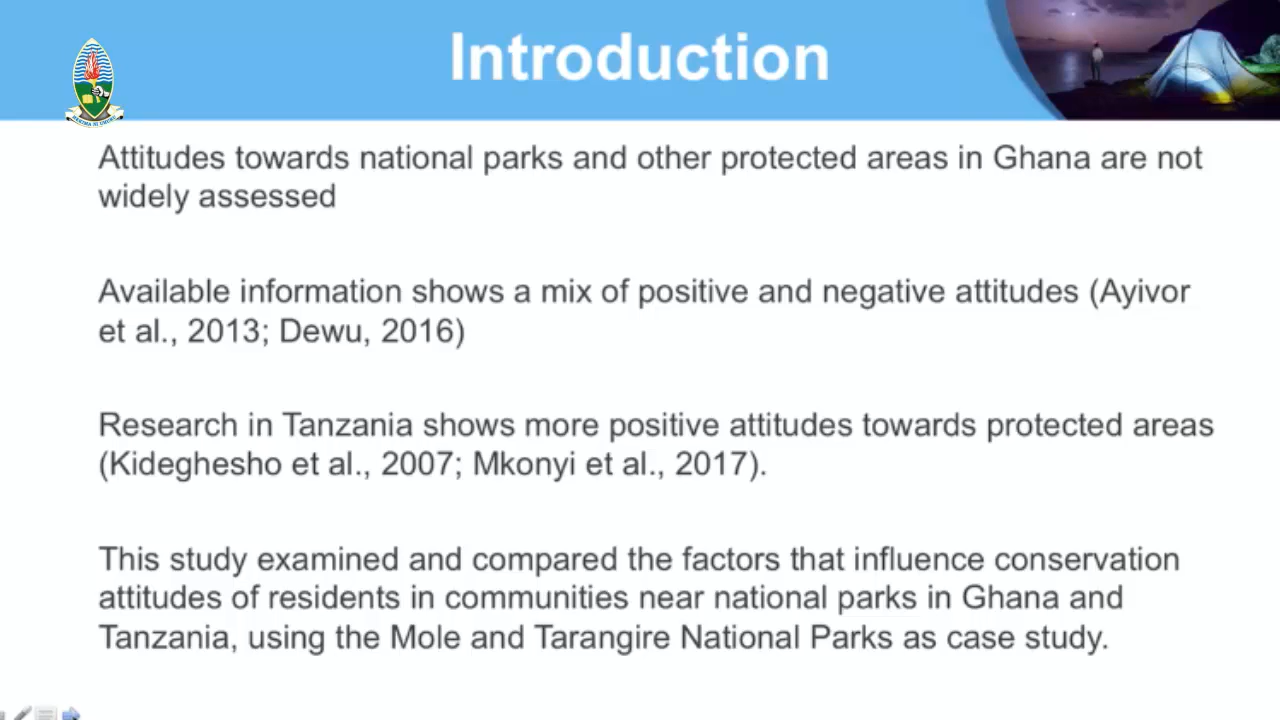 Introduction
Attitudes towards national parks and other protected areas in Ghana are not
widely assessed
Available information shows a mix of positive and negative attitudes (Ayivor
et al., 2013; Dewu, 2016)
Research in Tanzania shows more positive attitudes towards protected areas
(Kideghesho et al., 2007; Mkonyi et al., 2017).
This study examined and compared the factors that influence conservation
attitudes of residents in communities near national parks in Ghana and
Tanzania, using the Mole and Tarangire National Parks as case study.